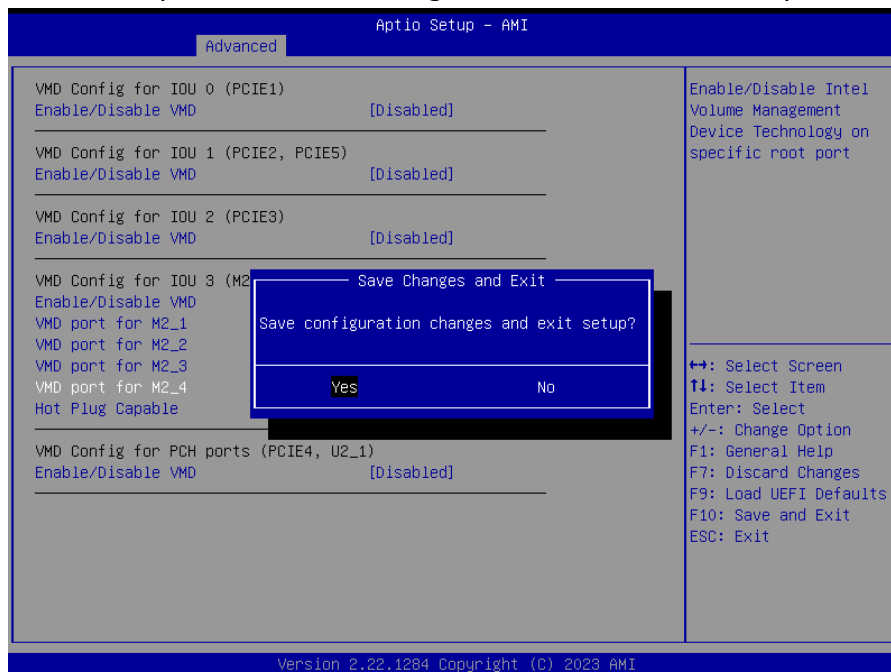 Aptio Setup - AMI
Advanced
VMD Config for IOU 0 (PCIE1)
Enable/Disable VMD [Disabled]
VMD Config for IOU 1 (PCIE2, PCIE5)
Enable/Disable VMD [Disabled]
VMD Config for IOU 2 (PCIE3)
Enable/Disable VMD [Disabled]
VMD Config for IOU 3 (M2
Enable/Disable VMD
VMD port for M2_1
VMD port for M2_2
VMD port for M2_3
VMD port for M2_4
Hot Plug Capable
VMD Config for PCH ports (PCIE4, U2_1)
Enable/Disable VMD [Disabled]
Save Changes and Exit
Save configuration changes and exit setup?
Yes No
Enable/Disable Intel
Volume Management
Device Technology on
specific root port
↔: Select Screen
↑↓: Select Item
Enter: Select
+/-: Change Option
F1: General Help
F7: Discard Changes
F9: Load UEFI Defaults
F10: Save and Exit
ESC: Exit
Version 2.22.1284 Copyright (C) 2023 AMI